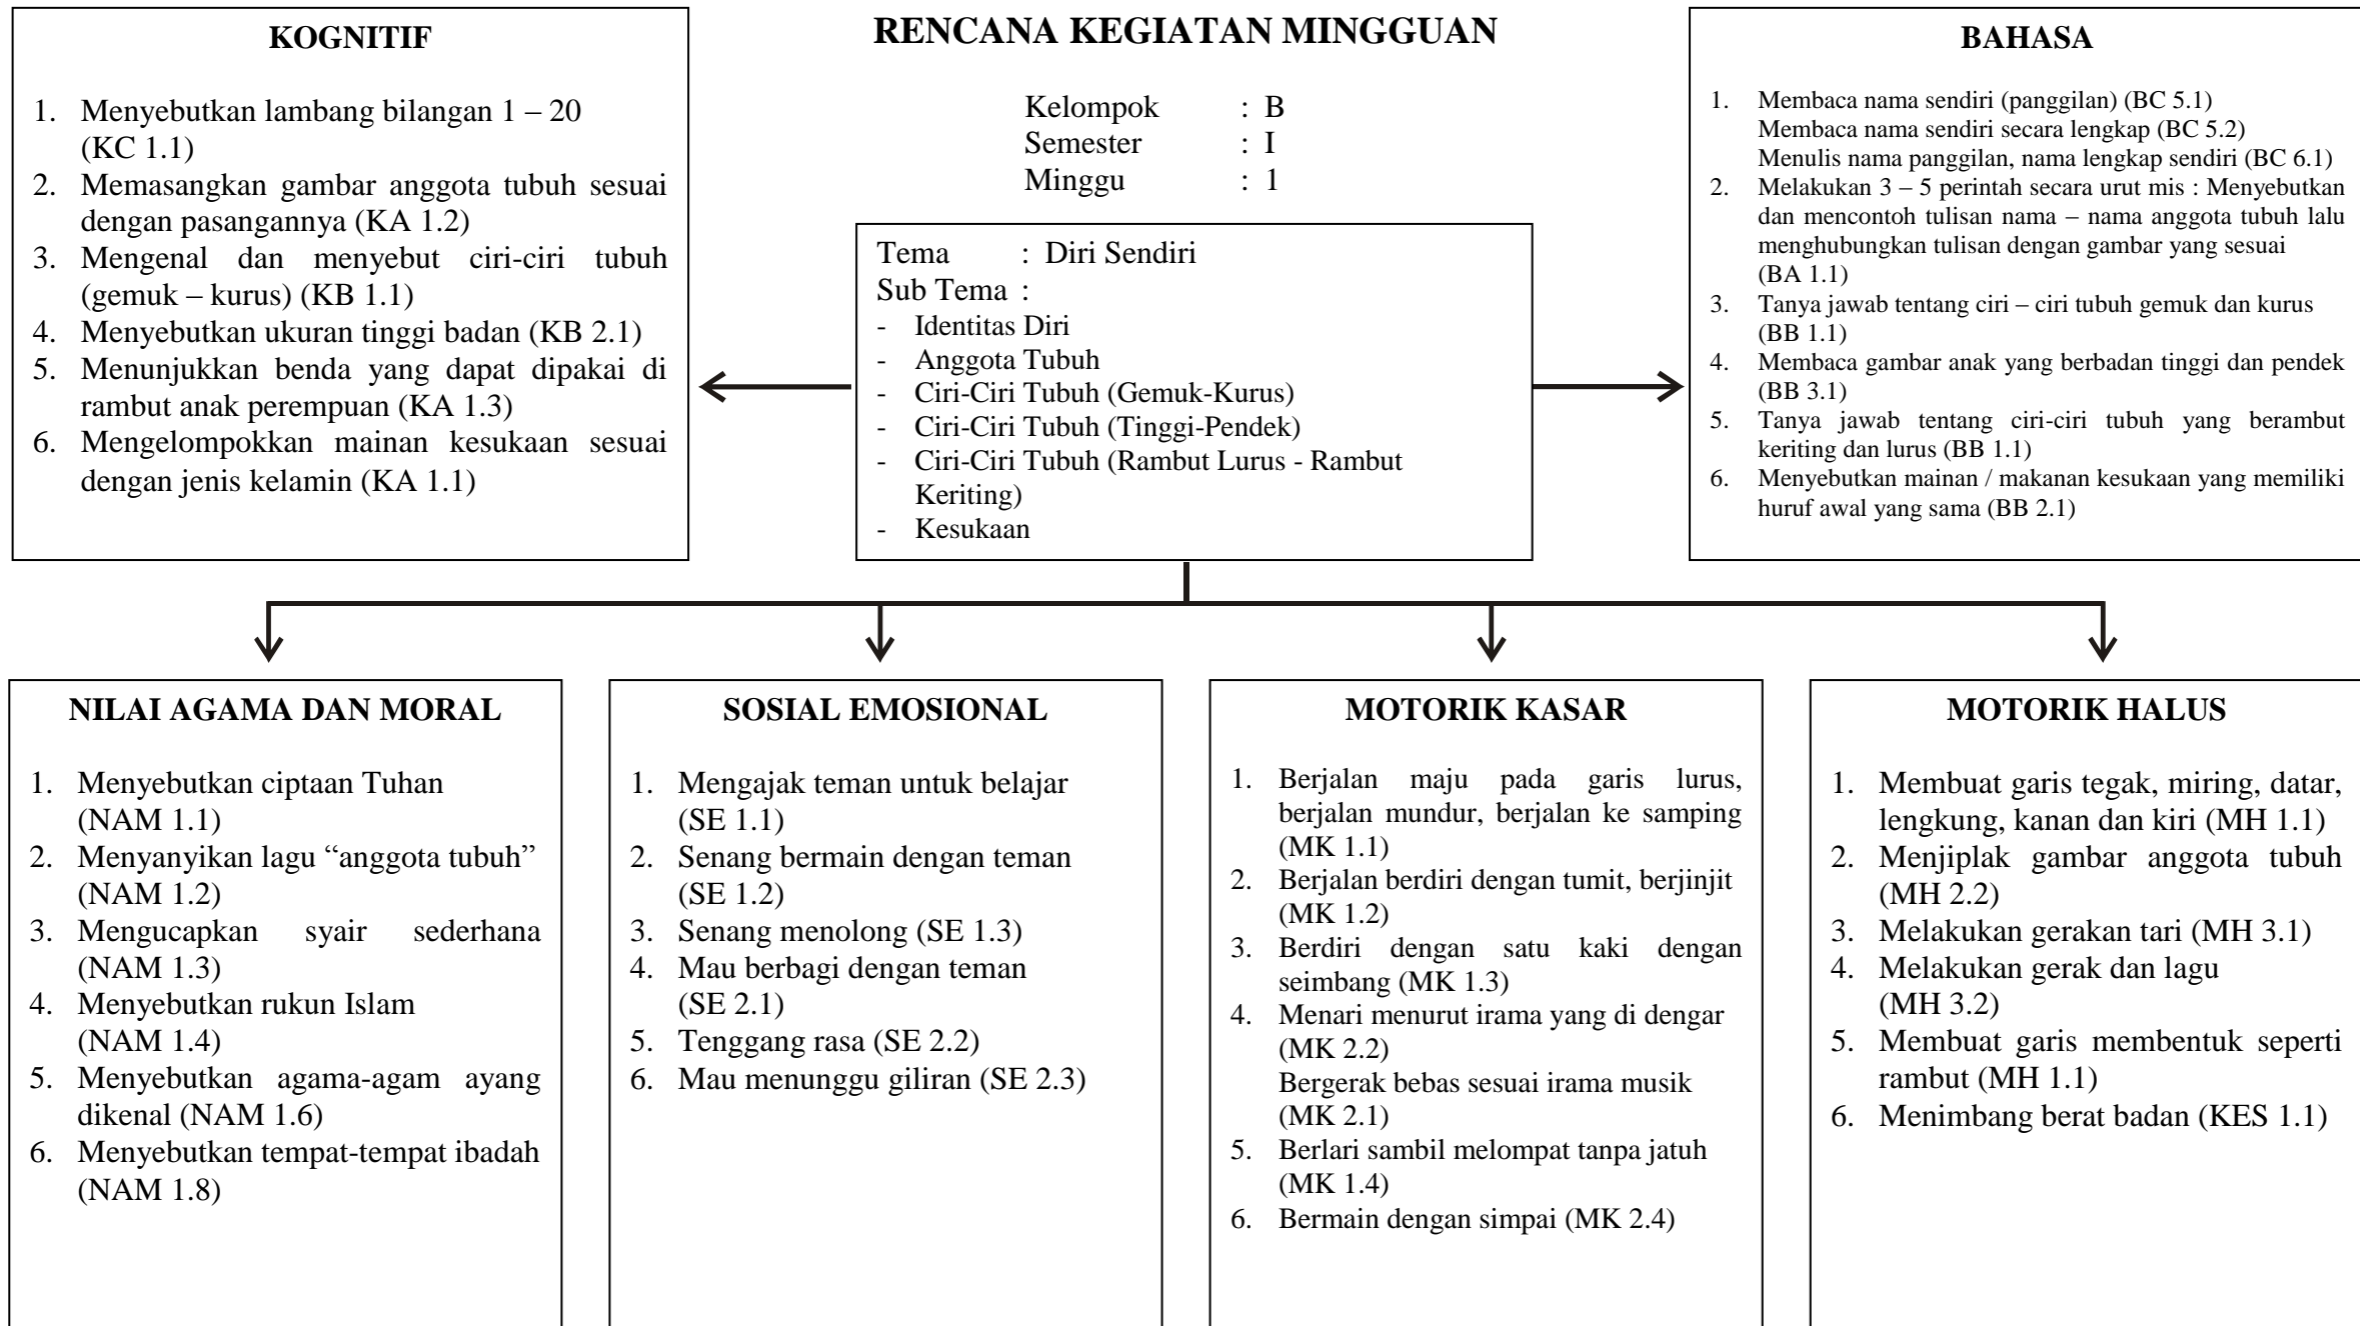 RENCANA KEGIATAN MINGGUAN
Kelompok : B
Semester : I
Minggu : 1
KOGNITIF
1. Menyebutkan lambang bilangan 1 – 20
(KC 1.1)
2. Memasangkan gambar anggota tubuh sesuai
dengan pasangannya (KA 1.2)
3. Mengenal dan menyebut ciri-ciri tubuh
(gemuk – kurus) (KB 1.1)
4. Menyebutkan ukuran tinggi badan (KB 2.1)
5. Menunjukkan benda yang dapat dipakai di
rambut anak perempuan (KA 1.3)
6. Mengelompokkan mainan kesukaan sesuai
dengan jenis kelamin (KA 1.1)
Tema : Diri Sendiri
Sub Tema :
- Identitas Diri
- Anggota Tubuh
- Ciri-Ciri Tubuh (Gemuk-Kurus)
- Ciri-Ciri Tubuh (Tinggi-Pendek)
- Ciri-Ciri Tubuh (Rambut Lurus - Rambut
Keriting)
- Kesukaan
BAHASA
1. Membaca nama sendiri (panggilan) (BC 5.1)
Membaca nama sendiri secara lengkap (BC 5.2)
Menulis nama panggilan, nama lengkap sendiri (BC 6.1)
2. Melakukan 3 – 5 perintah secara urut mis : Menyebutkan
dan mencontoh tulisan nama – nama anggota tubuh lalu
menghubungkan tulisan dengan gambar yang sesuai
(BA 1.1)
3. Tanya jawab tentang ciri – ciri tubuh gemuk dan kurus
(BB 1.1)
4. Membaca gambar anak yang berbadan tinggi dan pendek
(BB 3.1)
5. Tanya jawab tentang ciri-ciri tubuh yang berambut
keriting dan lurus (BB 1.1)
6. Menyebutkan mainan / makanan kesukaan yang memiliki
huruf awal yang sama (BB 2.1)
NILAI AGAMA DAN MORAL
1. Menyebutkan ciptaan Tuhan
(NAM 1.1)
2. Menyanyikan lagu “anggota tubuh”
(NAM 1.2)
3. Mengucapkan syair sederhana
(NAM 1.3)
4. Menyebutkan rukun Islam
(NAM 1.4)
5. Menyebutkan agama-agam ayang
dikenal (NAM 1.6)
6. Menyebutkan tempat-tempat ibadah
(NAM 1.8)
SOSIAL EMOSIONAL
1. Mengajak teman untuk belajar
(SE 1.1)
2. Senang bermain dengan teman
(SE 1.2)
3. Senang menolong (SE 1.3)
4. Mau berbagi dengan teman
(SE 2.1)
5. Tenggang rasa (SE 2.2)
6. Mau menunggu giliran (SE 2.3)
MOTORIK KASAR
1. Berjalan maju pada garis lurus,
berjalan mundur, berjalan ke samping
(MK 1.1)
2. Berjalan berdiri dengan tumit, berjinjit
(MK 1.2)
3. Berdiri dengan satu kaki dengan
seimbang (MK 1.3)
4. Menari menurut irama yang di dengar
(MK 2.2)
Bergerak bebas sesuai irama musik
(MK 2.1)
5. Berlari sambil melompat tanpa jatuh
(MK 1.4)
6. Bermain dengan simpai (MK 2.4)
MOTORIK HALUS
1. Membuat garis tegak, miring, datar,
lengkung, kanan dan kiri (MH 1.1)
2. Menjiplak gambar anggota tubuh
(MH 2.2)
3. Melakukan gerakan tari (MH 3.1)
4. Melakukan gerak dan lagu
(MH 3.2)
5. Membuat garis membentuk seperti
rambut (MH 1.1)
6. Menimbang berat badan (KES 1.1)